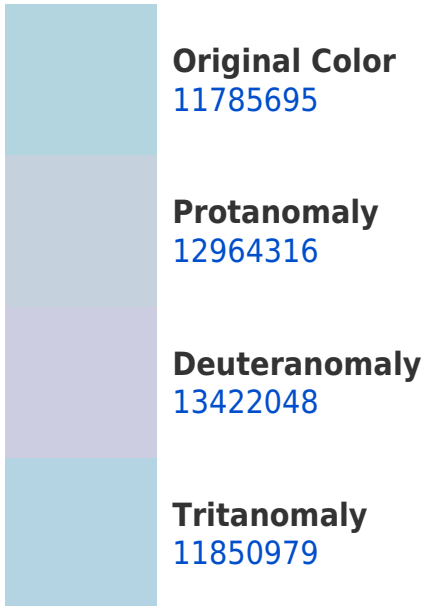 Original Color
11785695
Protanomaly
12964316
Deuteranomaly
13422048
Tritanomaly
11850979